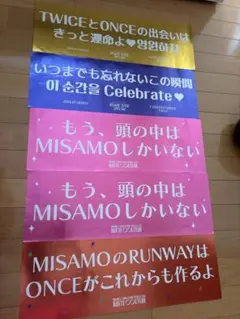 TWICEとONCEの出会いは
きっと運命よ♥영원하자
いつまでも忘れないこの瞬間
이 순간을 Celebrate♥
もう、頭の中は
MISAMOしかいない
もう、頭の中は
MISAMOしかいない
MISAMOのRUNWAYは
ONCEがこれからも作るよ